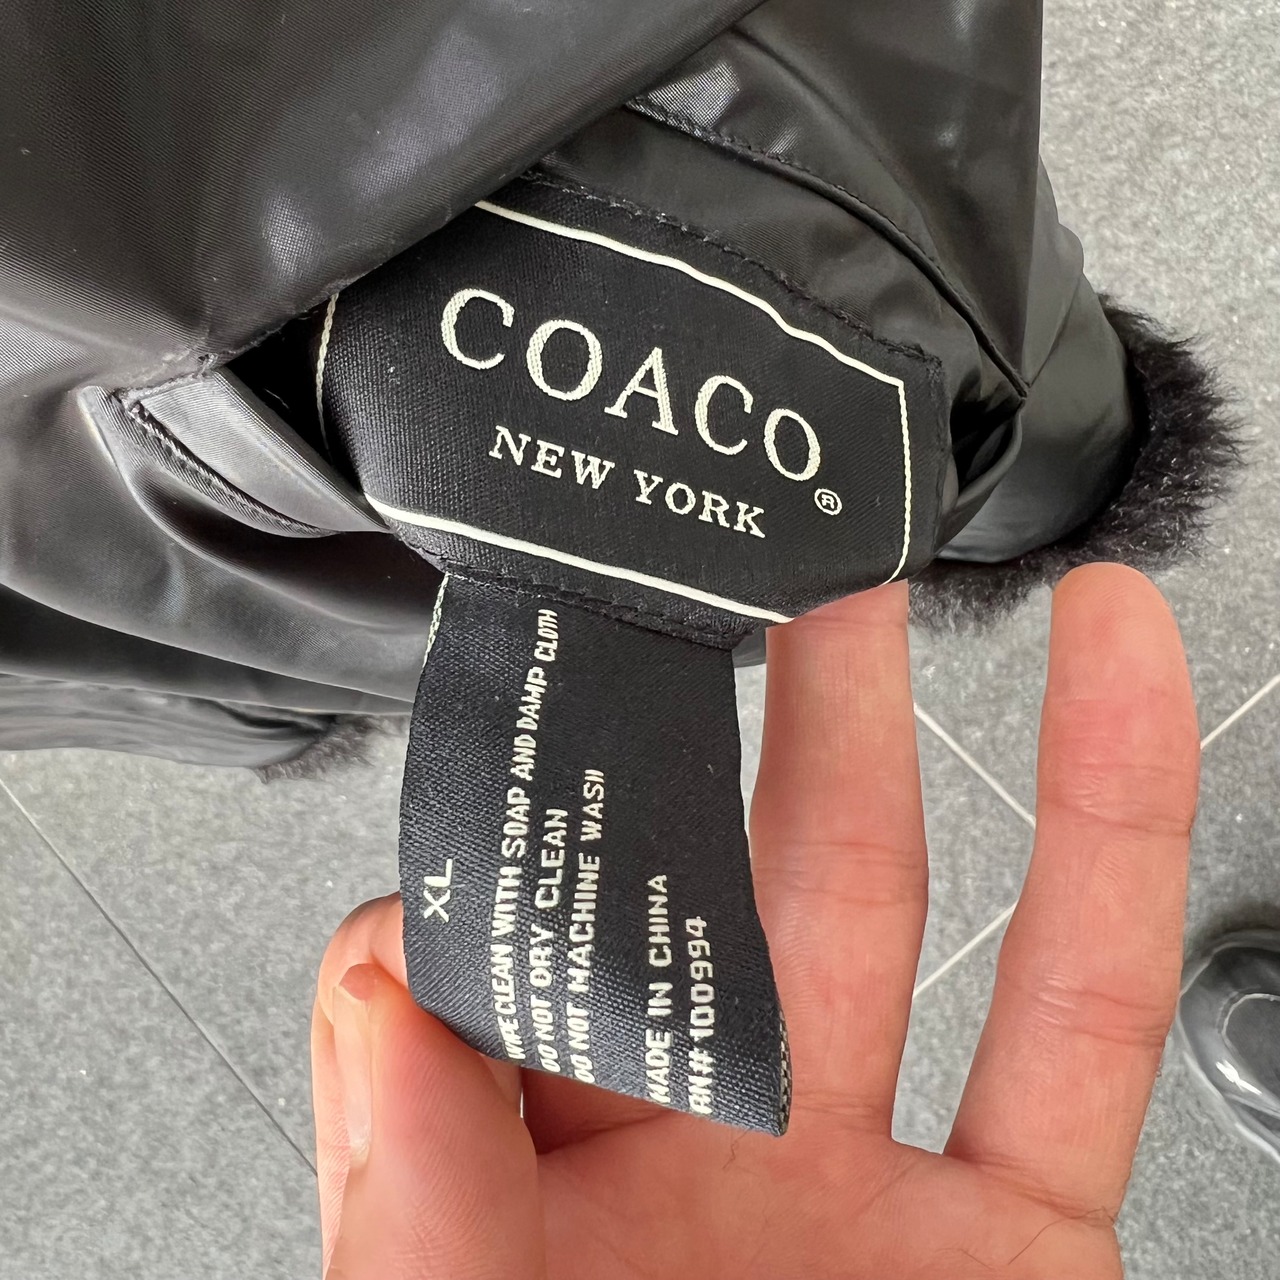 COACO
NEW YORK
®
XL
WIPE CLEAN WITH SOAP AND DAMP CLOTH
DO NOT DRY CLEAN
DO NOT MACHINE WASH
MADE IN CHINA
RN# 100994